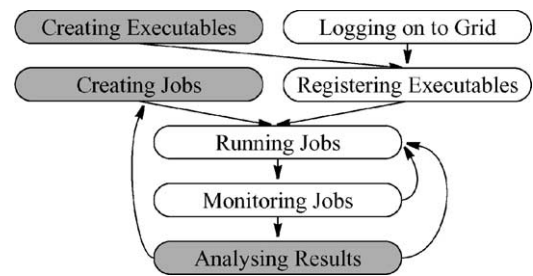 Creating Executables
Logging on to Grid
Creating Jobs
Registering Executables
Running Jobs
Monitoring Jobs
Analysing Results